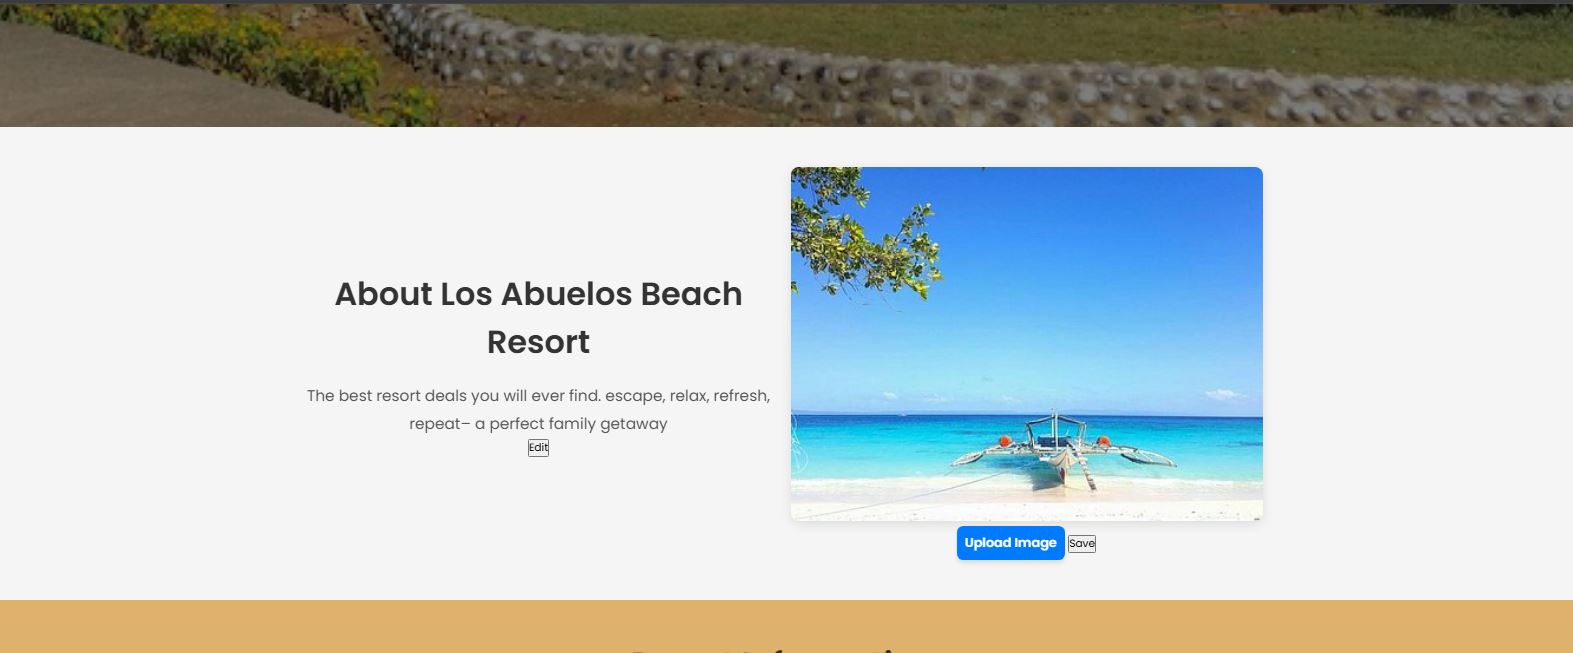 About Los Abuelos Beach
Resort
The best resort deals you will ever find. escape, relax, refresh,
repeat– a perfect family getaway
Edit
Upload Image
Save